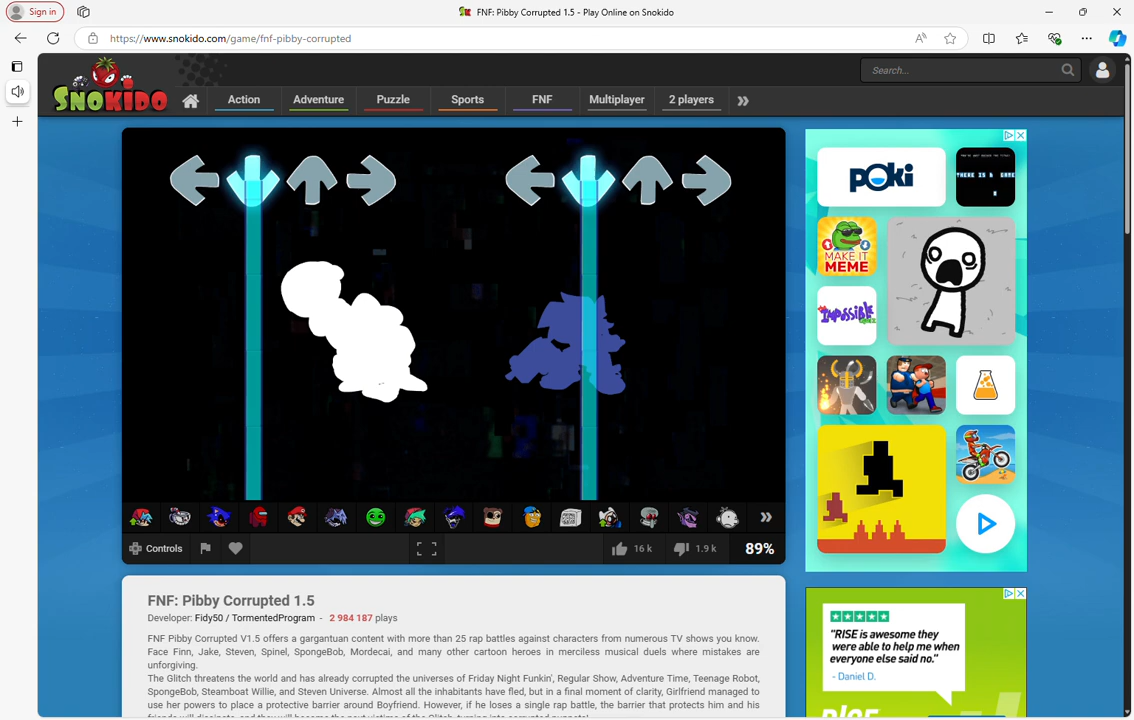 Sign in
FNF: Pibby Corrupted 1.5 - Play Online on Snokido
https://www.snokido.com/game/fnf-pibby-corrupted
SNOKIDO
Search...
Action
Adventure
Puzzle
Sports
FNF
Multiplayer
2 players
poki
THERE IS A GAME
MAKE IT
MEME
IMPOSSIBLE
Controls
16 k
1.9 k
89%
FNF: Pibby Corrupted 1.5
Developer: Fidy50 / TormentedProgram - 2 984 187 plays
FNF Pibby Corrupted V1.5 offers a gargantuan content with more than 25 rap battles against characters from numerous TV shows you know.
Face Finn, Jake, Steven, Spinel, SpongeBob, Mordecai, and many other cartoon heroes in merciless musical duels where mistakes are
unforgiving.
The Glitch threatens the world and has already corrupted the universes of Friday Night Funkin', Regular Show, Adventure Time, Teenage Robot,
SpongeBob, Steamboat Willie, and Steven Universe. Almost all the inhabitants have fled, but in a final moment of clarity, Girlfriend managed to
use her powers to place a protective barrier around Boyfriend. However, if he loses a single rap battle, the barrier that protects him and his
"RISE is awesome they
were able to help me when
everyone else said no."
- Daniel D.